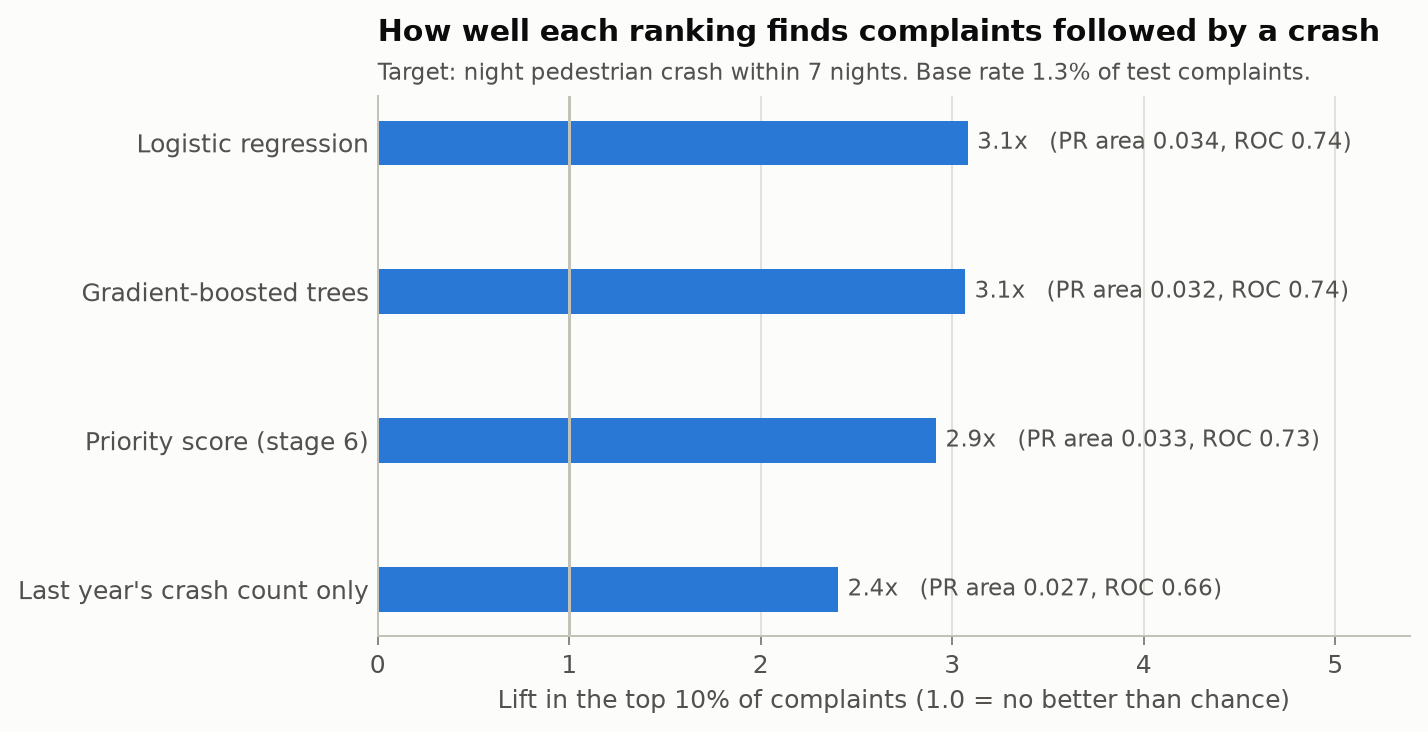 How well each ranking finds complaints followed by a crash
Target: night pedestrian crash within 7 nights. Base rate 1.3% of test complaints.
Logistic regression
3.1x (PR area 0.034, ROC 0.74)
Gradient-boosted trees
3.1x (PR area 0.032, ROC 0.74)
Priority score (stage 6)
2.9x (PR area 0.033, ROC 0.73)
Last year's crash count only
2.4x (PR area 0.027, ROC 0.66)
0 1 2 3 4 5
Lift in the top 10% of complaints (1.0 = no better than chance)